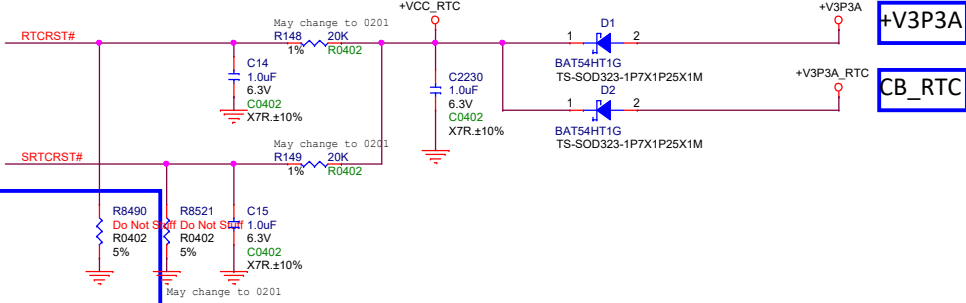 +VCC_RTC
+V3P3A
+V3P3A
May change to 0201
RTCRST#
R148
20K
1%
R0402
D1
1
2
BAT54HT1G
TS-SOD323-1P7X1P25X1M
C14
1.0uF
6.3V
C0402
X7R.±10%
C2230
1.0uF
6.3V
C0402
X7R.±10%
+V3P3A_RTC
CB_RTC
D2
1
2
BAT54HT1G
TS-SOD323-1P7X1P25X1M
May change to 0201
SRTCRST#
R149
20K
1%
R0402
R8490
Do Not Stuff
R0402
5%
R8521
Do Not Stuff
R0402
5%
C15
1.0uF
6.3V
C0402
X7R.±10%
May change to 0201